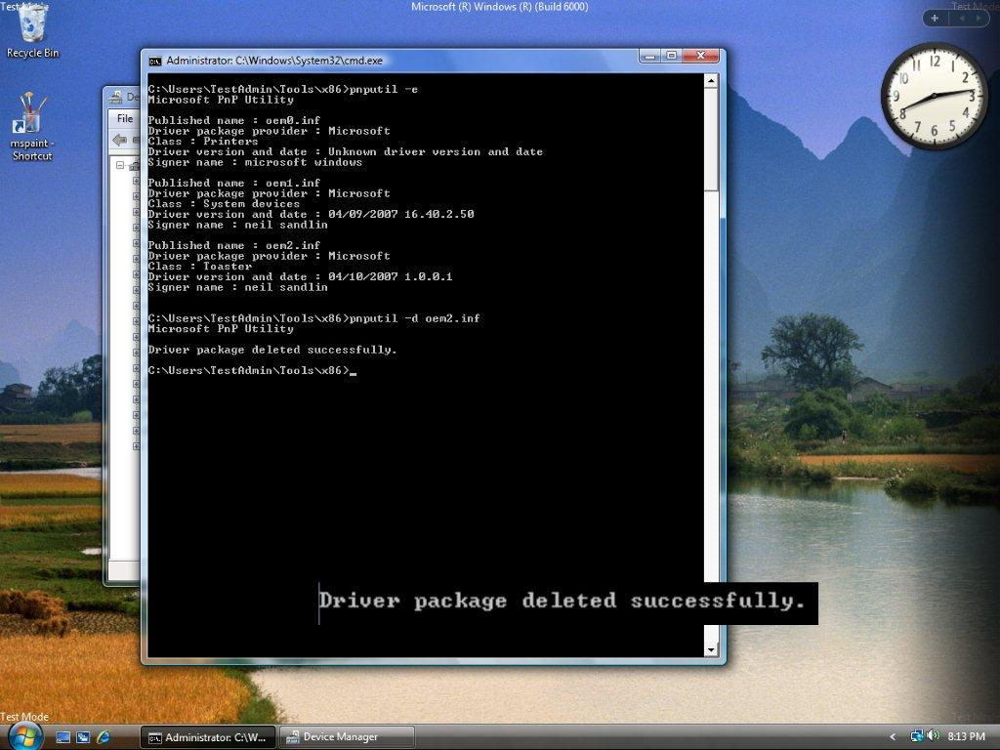 Test Mode
Microsoft (R) Windows (R) (Build 6000)
Test Mode
Recycle Bin
mspaint - Shortcut
De
File
Administrator: C:\Windows\System32\cmd.exe
C:\Users\TestAdmin\Tools\x86>pnputil -e
Microsoft PnP Utility
Published name : oem0.inf
Driver package provider : Microsoft
Class : Printers
Driver version and date : Unknown driver version and date
Signer name : microsoft windows
Published name : oem1.inf
Driver package provider : Microsoft
Class : System devices
Driver version and date : 04/09/2007 16.40.2.50
Signer name : neil sandlin
Published name : oem2.inf
Driver package provider : Microsoft
Class : Toaster
Driver version and date : 04/10/2007 1.0.0.1
Signer name : neil sandlin
C:\Users\TestAdmin\Tools\x86>pnputil -d oem2.inf
Microsoft PnP Utility
Driver package deleted successfully.
C:\Users\TestAdmin\Tools\x86>_
Driver package deleted successfully.
12
1
2
3
4
5
6
7
8
9
10
11
Test Mode
Test Mode
Administrator: C:\W...
Device Manager
8:13 PM